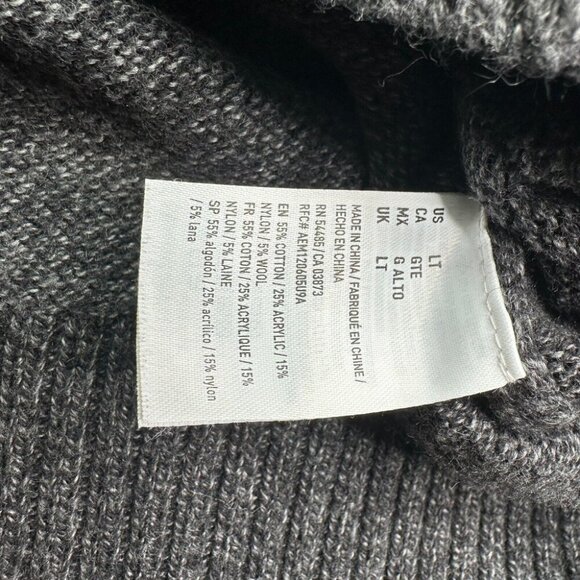 US LT
CA GTE
MX G ALTO
UK LT
MADE IN CHINA / FABRIQUÉ EN CHINE /
HECHO EN CHINA
RN 54485/CA 03873
RFC# AEM120605U9A
EN 55% COTTON / 25% ACRYLIC / 15%
NYLON / 5% WOOL
FR 55% COTON / 25% ACRYLIQUE / 15%
NYLON / 5% LAINE
SP 55% algodón / 25% acrílico / 15% nylon
/ 5% lana